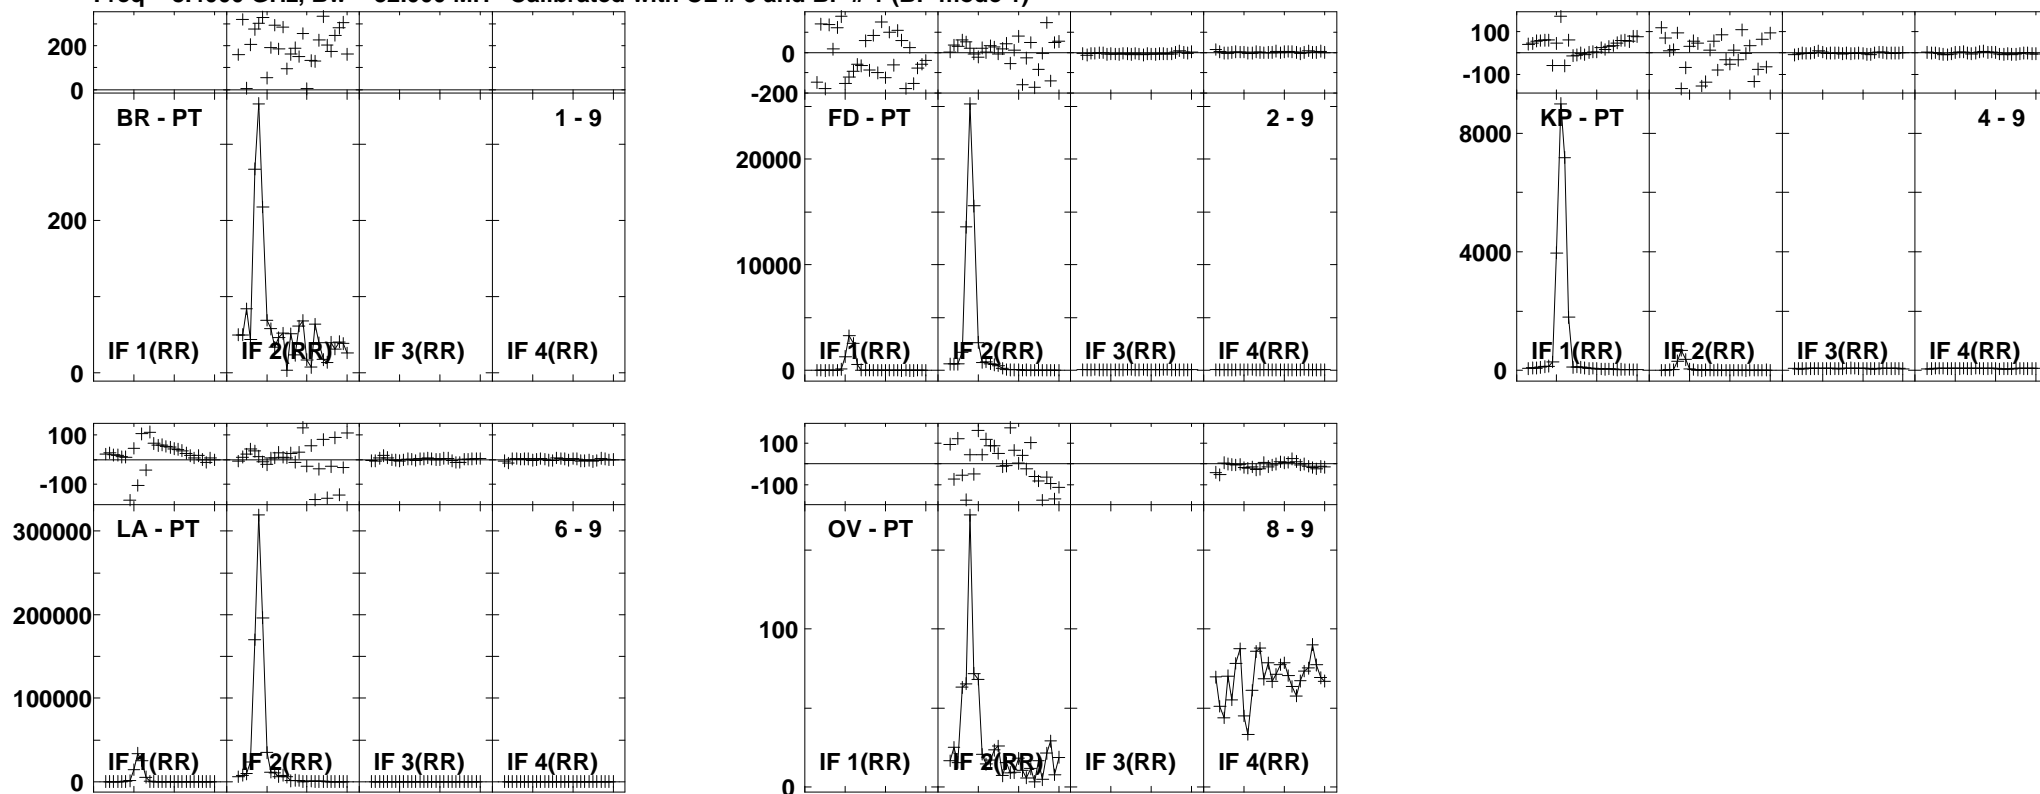 200
0
BR - PT
1 - 9
200
0
IF 1(RR)
IF 2(RR)
IF 3(RR)
IF 4(RR)
0
-200
FD - PT
2 - 9
20000
10000
0
IF 1(RR)
IF 2(RR)
IF 3(RR)
IF 4(RR)
100
-100
KP - PT
4 - 9
8000
4000
0
IF 1(RR)
IF 2(RR)
IF 3(RR)
IF 4(RR)
100
-100
LA - PT
6 - 9
300000
200000
100000
0
IF 1(RR)
IF 2(RR)
IF 3(RR)
IF 4(RR)
100
-100
OV - PT
8 - 9
100
0
IF 1(RR)
IF 2(RR)
IF 3(RR)
IF 4(RR)